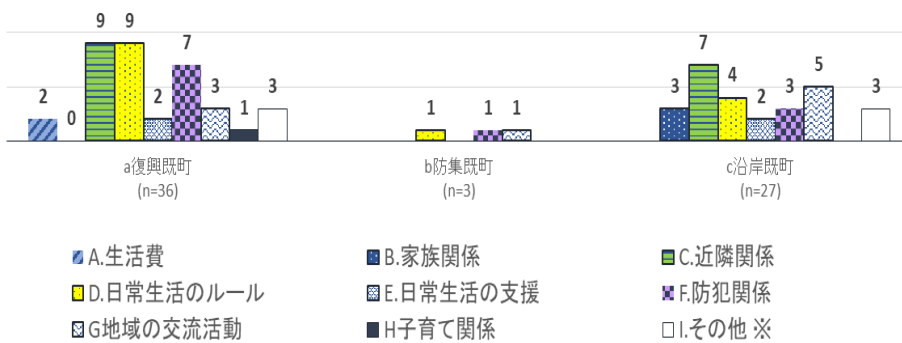 2 0 9 9 2 7 3 1 3
1 1 1
3 7 4 2 3 5 3
a復興既町
(n=36)
b防集既町
(n=3)
c沿岸既町
(n=27)
A.生活費
B.家族関係
C.近隣関係
D.日常生活のルール
E.日常生活の支援
F.防犯関係
G地域の交流活動
H子育て関係
I.その他 ※